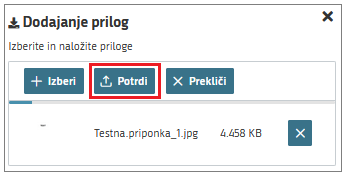 Dodajanje prilog
Izberite in naložite priloge
Izberi Potrdi Prekliči
Testna.priponka_1.jpg 4.458 KB